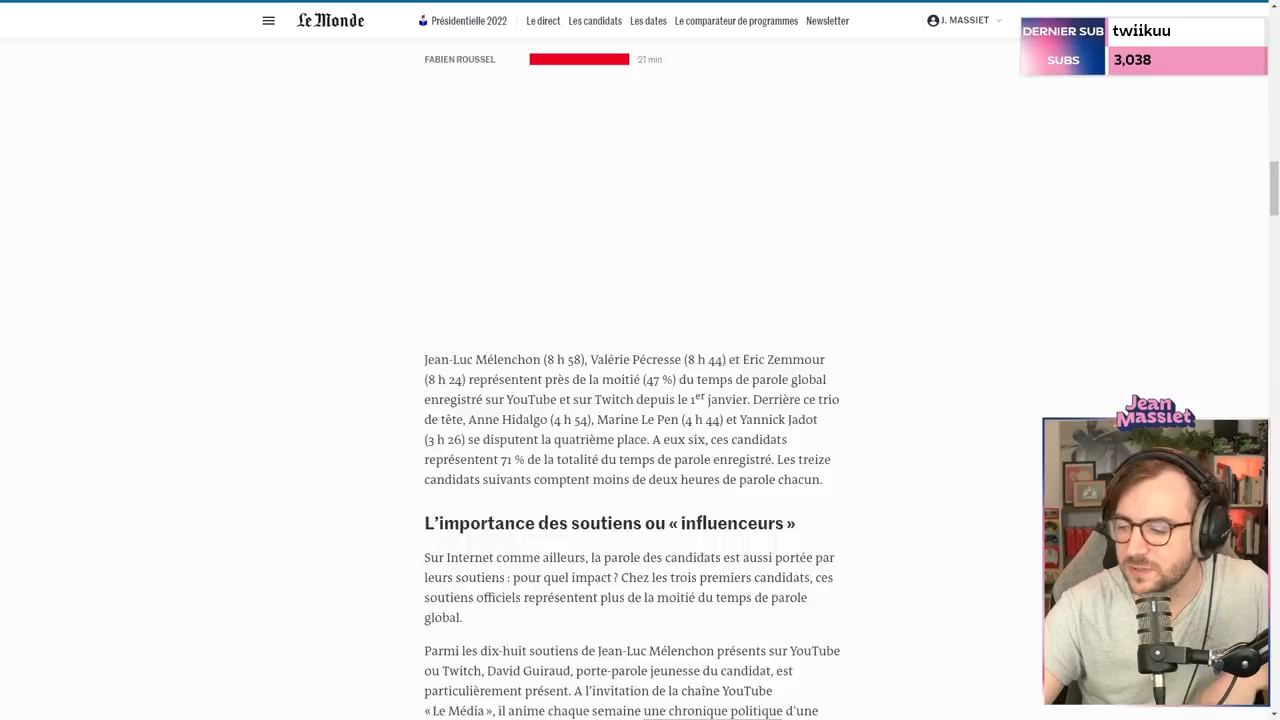 Le Monde
Présidentielle 2022 Le direct Les candidats Les dates Le comparateur de programmes Newsletter
J. MASSIET
DERNIER SUB twiikuu
SUBS 3,038
FABIEN ROUSSEL 21 min
Jean-Luc Mélenchon (8 h 58), Valérie Pécresse (8 h 44) et Eric Zemmour
(8 h 24) représentent près de la moitié (47 %) du temps de parole global
enregistré sur YouTube et sur Twitch depuis le 1er janvier. Derrière ce trio
de tête, Anne Hidalgo (4 h 54), Marine Le Pen (4 h 44) et Yannick Jadot
(3 h 26) se disputent la quatrième place. A eux six, ces candidats
représentent 71 % de la totalité du temps de parole enregistré. Les treize
candidats suivants comptent moins de deux heures de parole chacun.
L’importance des soutiens ou « influenceurs »
Sur Internet comme ailleurs, la parole des candidats est aussi portée par
leurs soutiens : pour quel impact ? Chez les trois premiers candidats, ces
soutiens officiels représentent plus de la moitié du temps de parole
global.
Parmi les dix-huit soutiens de Jean-Luc Mélenchon présents sur YouTube
ou Twitch, David Guiraud, porte-parole jeunesse du candidat, est
particulièrement présent. A l’invitation de la chaîne YouTube
« Le Média », il anime chaque semaine une chronique politique d’une
Jean
Massiet